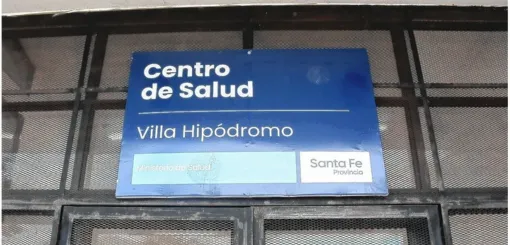 Centro
de Salud
Villa Hipódromo
Santa Fe
Provincia